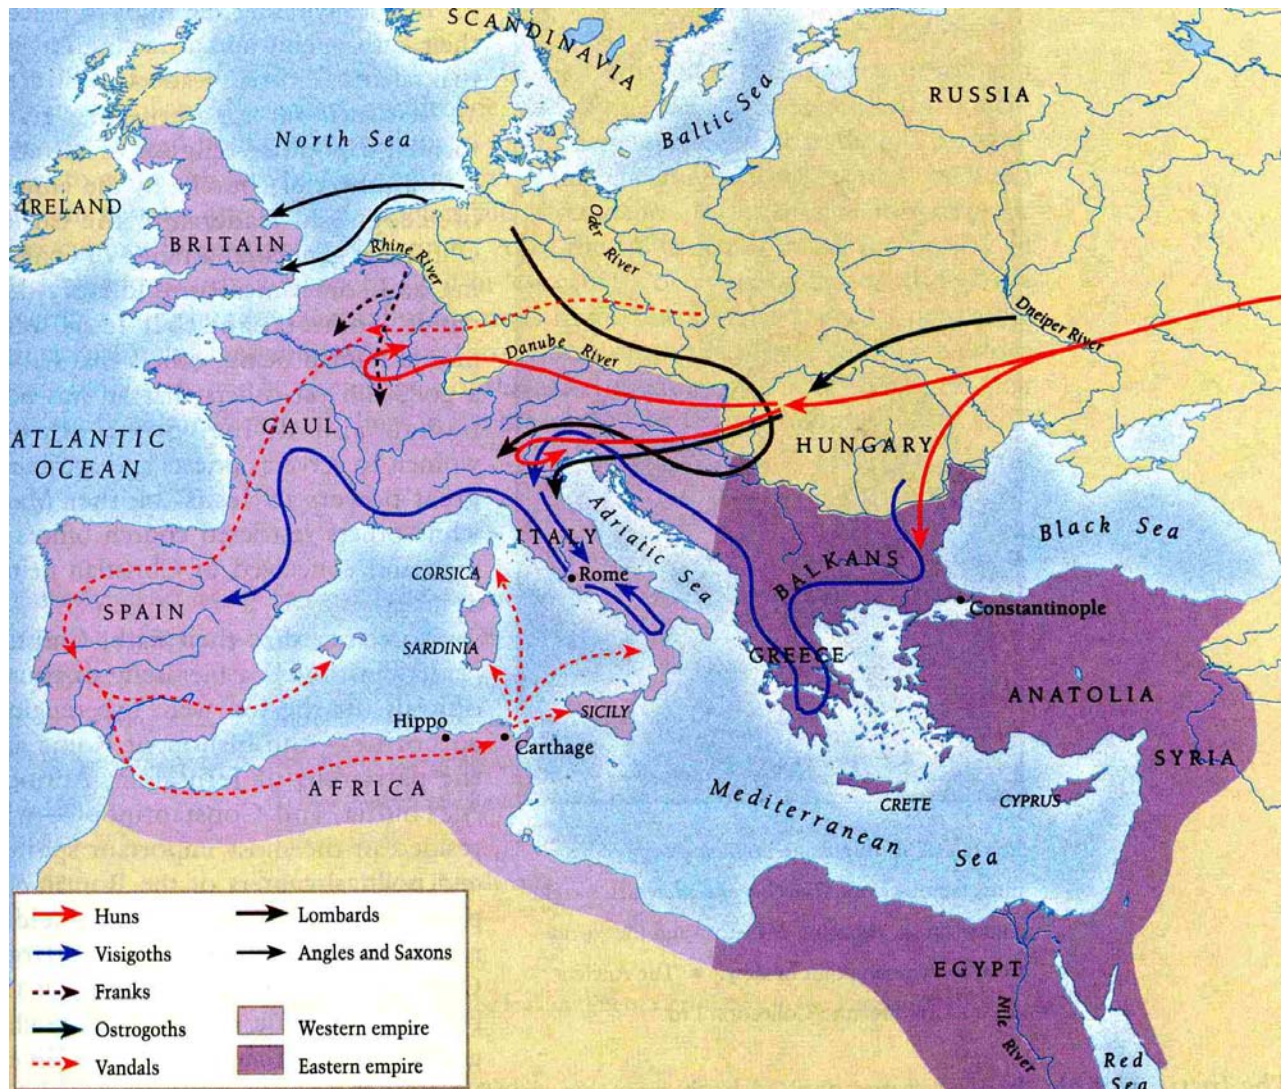 SCANDINAVIA
RUSSIA
North Sea
Baltic Sea
IRELAND
BRITAIN
Rhine River
Oder River
Dneiper River
Danube River
GAUL
HUNGARY
ATLANTIC
OCEAN
Adriatic Sea
Black Sea
ITALY
BALKANS
CORSICA
Rome
SPAIN
Constantinople
SARDINIA
GREECE
ANATOLIA
SICILY
Hippo
Carthage
SYRIA
AFRICA
Mediterranean Sea
CRETE
CYPRUS
EGYPT
Nile River
Red
Sea
Huns
Visigoths
Franks
Ostrogoths
Vandals
Lombards
Angles and Saxons
Western empire
Eastern empire